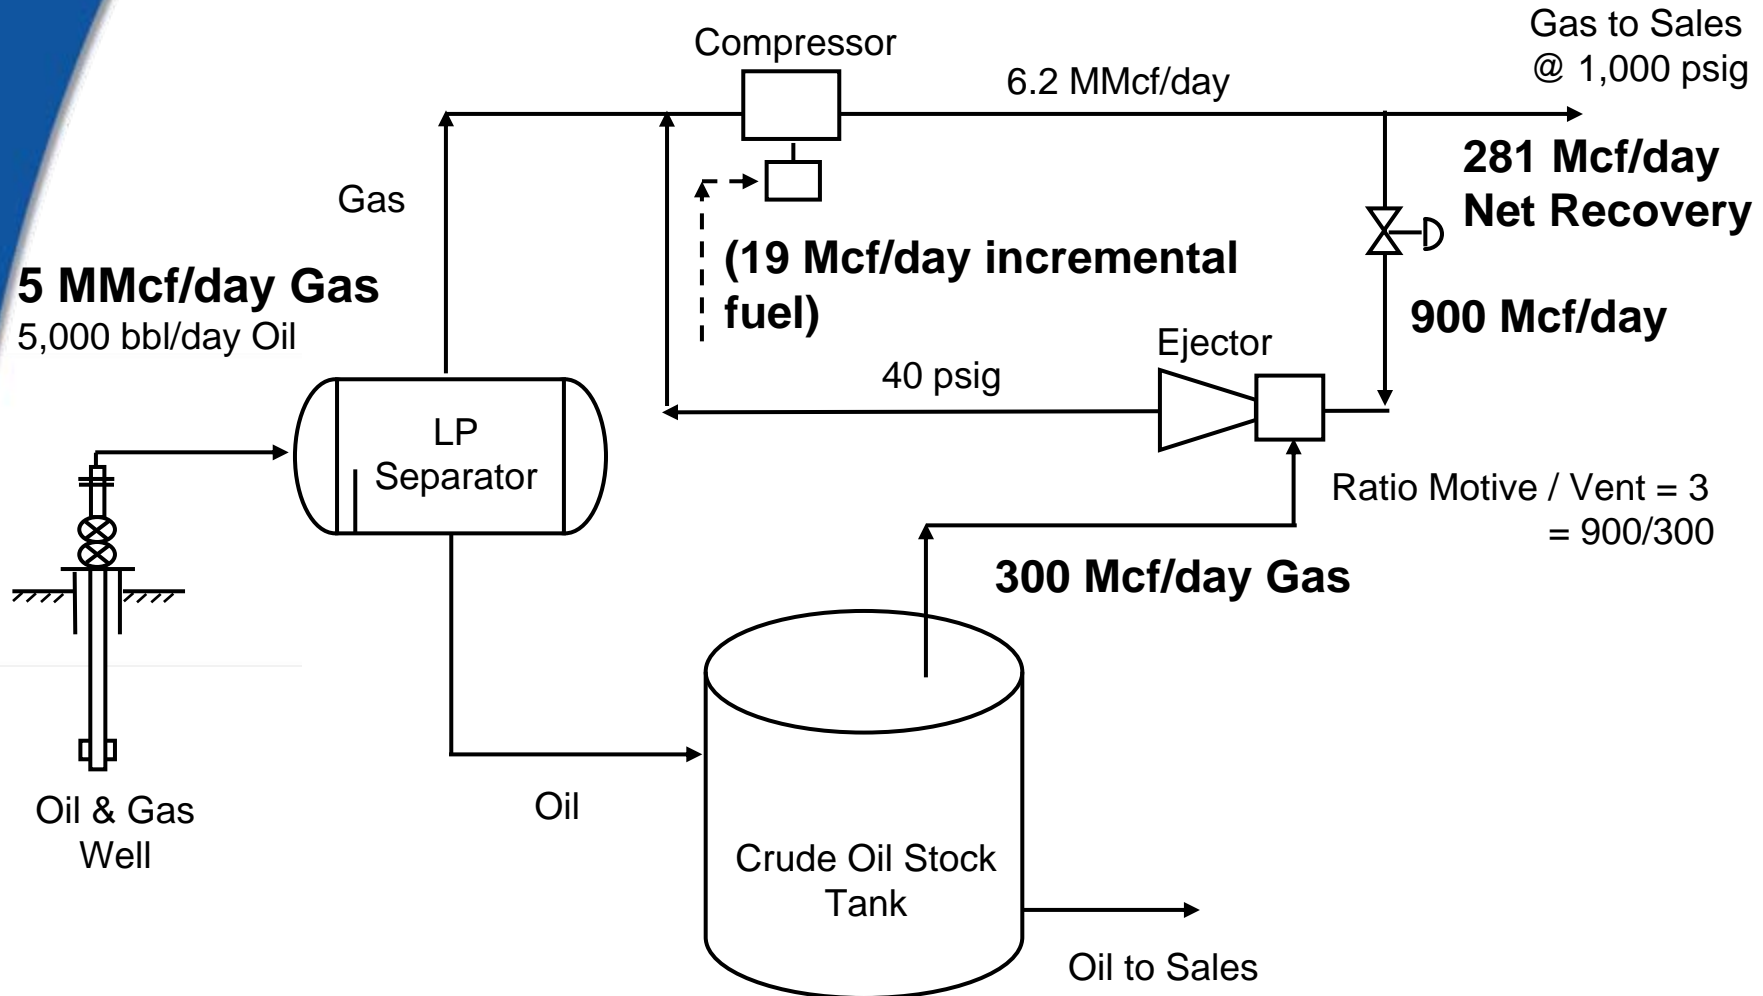 Gas to Sales
@ 1,000 psig
Compressor
6.2 MMcf/day
281 Mcf/day
Net Recovery
Gas
(19 Mcf/day incremental
fuel)
5 MMcf/day Gas
5,000 bbl/day Oil
900 Mcf/day
Ejector
40 psig
LP
Separator
Ratio Motive / Vent = 3
= 900/300
300 Mcf/day Gas
Oil & Gas
Well
Oil
Crude Oil Stock
Tank
Oil to Sales